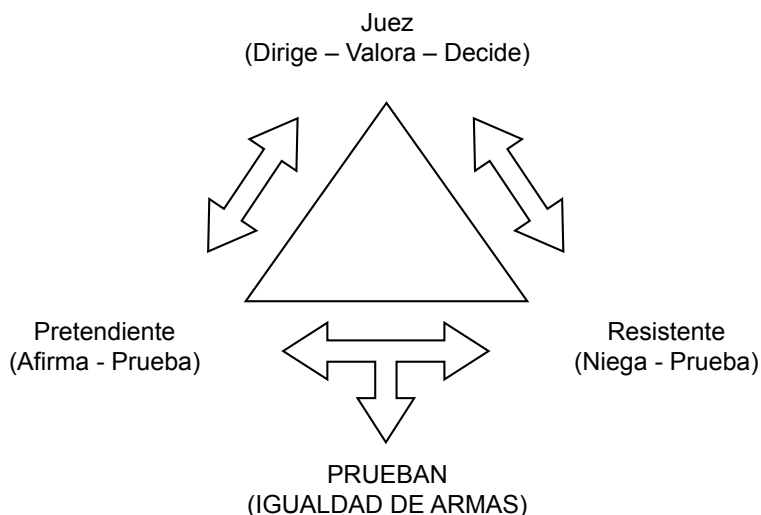 Juez
(Dirige – Valora – Decide)
Pretendiente
(Afirma - Prueba)
Resistente
(Niega - Prueba)
PRUEBAN
(IGUALDAD DE ARMAS)